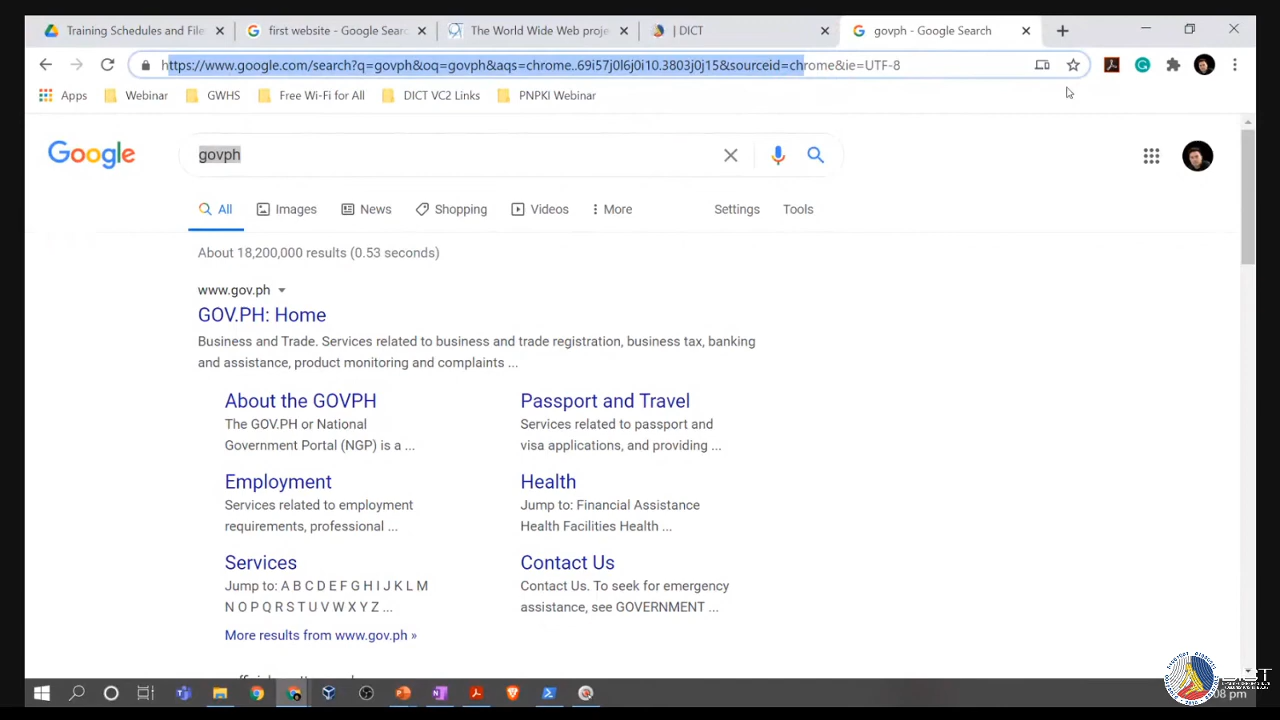 Training Schedules and File
first website - Google Searc
The World Wide Web proje
| DICT
govph - Google Search
https://www.google.com/search?q=govph&oq=govph&aqs=chrome..69i57j0l6j0i10.3803j0j15&sourceid=chrome&ie=UTF-8
Apps
Webinar
GWHS
Free Wi-Fi for All
DICT VC2 Links
PNPKI Webinar
Google
govph
All
Images
News
Shopping
Videos
More
Settings
Tools
About 18,200,000 results (0.53 seconds)
www.gov.ph
GOV.PH: Home
Business and Trade. Services related to business and trade registration, business tax, banking
and assistance, product monitoring and complaints ...
About the GOVPH
The GOV.PH or National
Government Portal (NGP) is a ...
Passport and Travel
Services related to passport and
visa applications, and providing ...
Employment
Services related to employment
requirements, professional ...
Health
Jump to: Financial Assistance
Health Facilities Health ...
Services
Jump to: A B C D E F G H I J K L M
N O P Q R S T U V W X Y Z ...
Contact Us
Contact Us. To seek for emergency
assistance, see GOVERNMENT ...
More results from www.gov.ph »
DICT
:08 pm